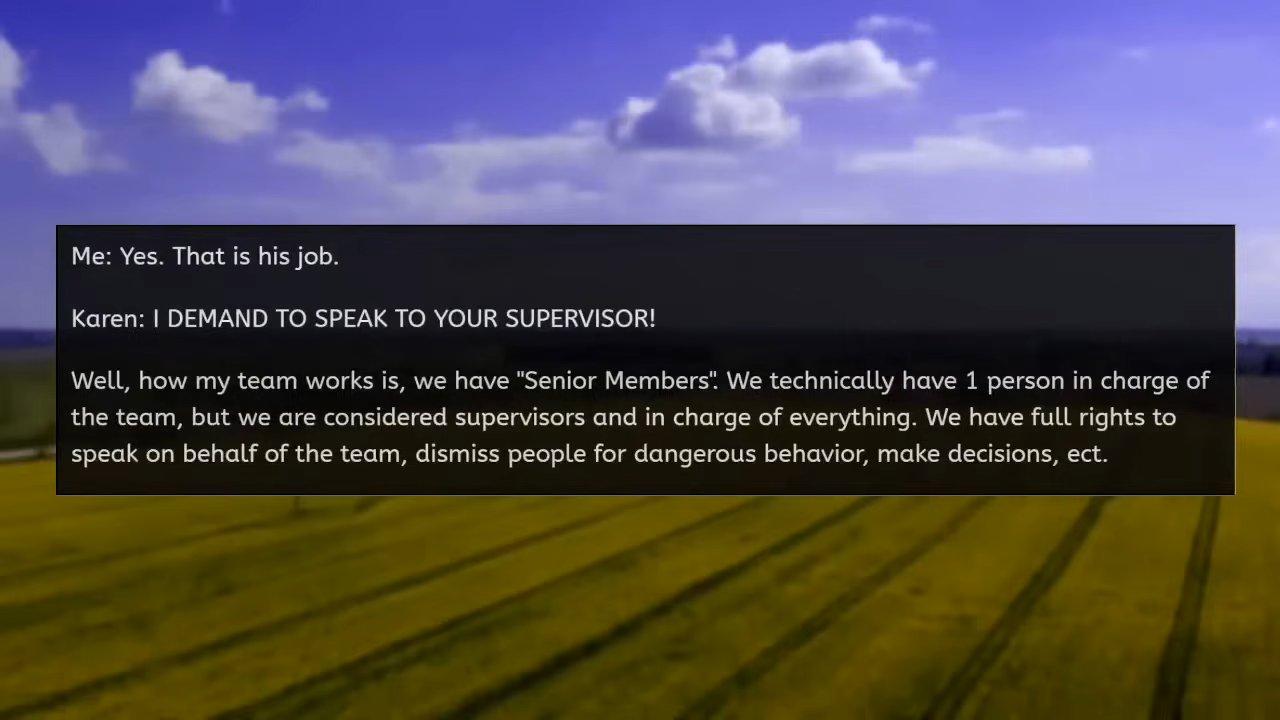 Me: Yes. That is his job.
Karen: I DEMAND TO SPEAK TO YOUR SUPERVISOR!
Well, how my team works is, we have "Senior Members". We technically have 1 person in charge of
the team, but we are considered supervisors and in charge of everything. We have full rights to
speak on behalf of the team, dismiss people for dangerous behavior, make decisions, ect.